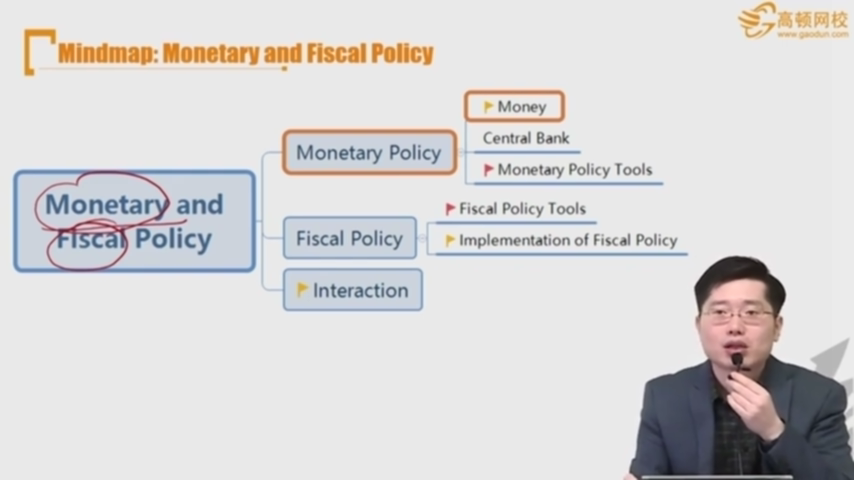 高顿网校
www.gaodun.com
Mindmap: Monetary and Fiscal Policy
Money
Monetary Policy
Central Bank
Monetary Policy Tools
Monetary and
Fiscal Policy
Fiscal Policy Tools
Fiscal Policy
Implementation of Fiscal Policy
Interaction